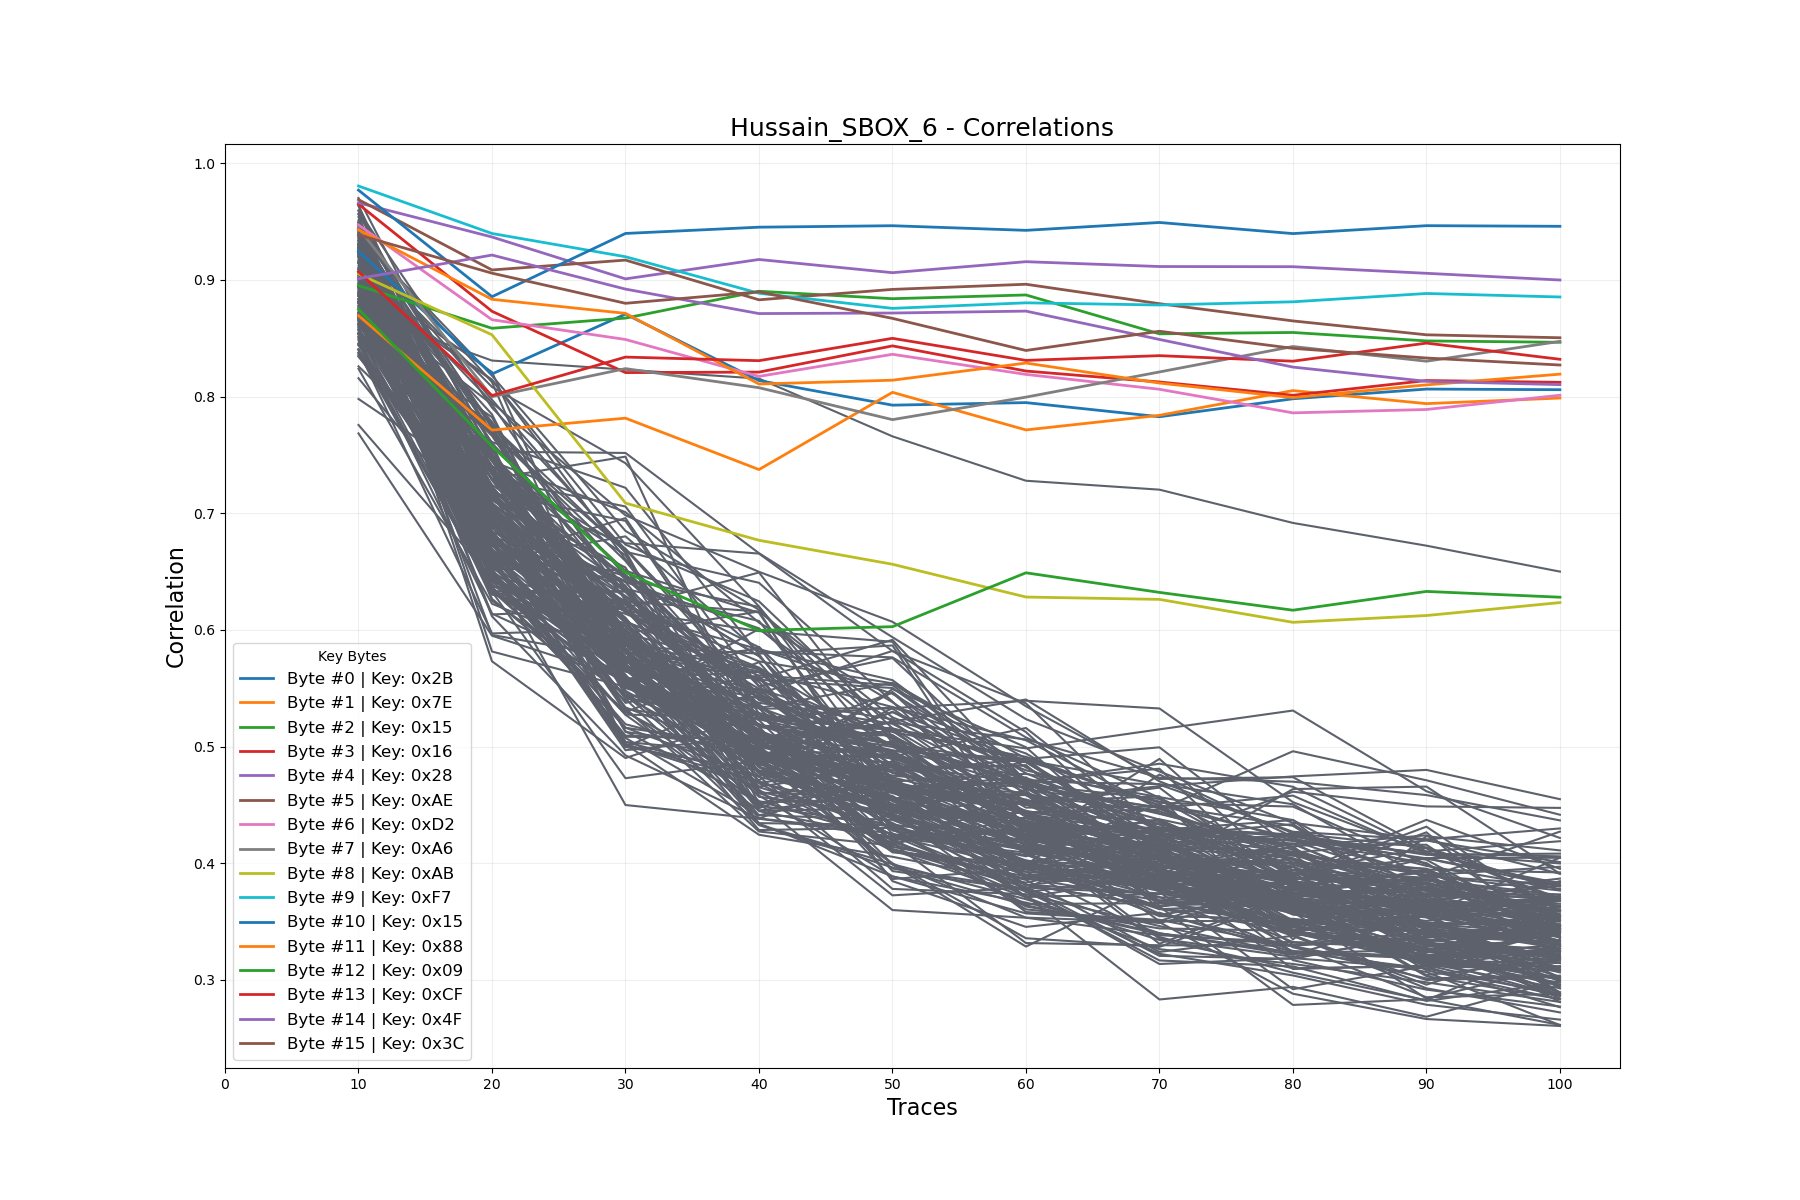 Hussain_SBOX_6 - Correlations
1.0
0.9
0.8
0.7
0.6
0.5
0.4
0.3
Correlation
Key Bytes
Byte #0 | Key: 0x2B
Byte #1 | Key: 0x7E
Byte #2 | Key: 0x15
Byte #3 | Key: 0x16
Byte #4 | Key: 0x28
Byte #5 | Key: 0xAE
Byte #6 | Key: 0xD2
Byte #7 | Key: 0xA6
Byte #8 | Key: 0xAB
Byte #9 | Key: 0xF7
Byte #10 | Key: 0x15
Byte #11 | Key: 0x88
Byte #12 | Key: 0x09
Byte #13 | Key: 0xCF
Byte #14 | Key: 0x4F
Byte #15 | Key: 0x3C
0 10 20 30 40 50 60 70 80 90 100
Traces